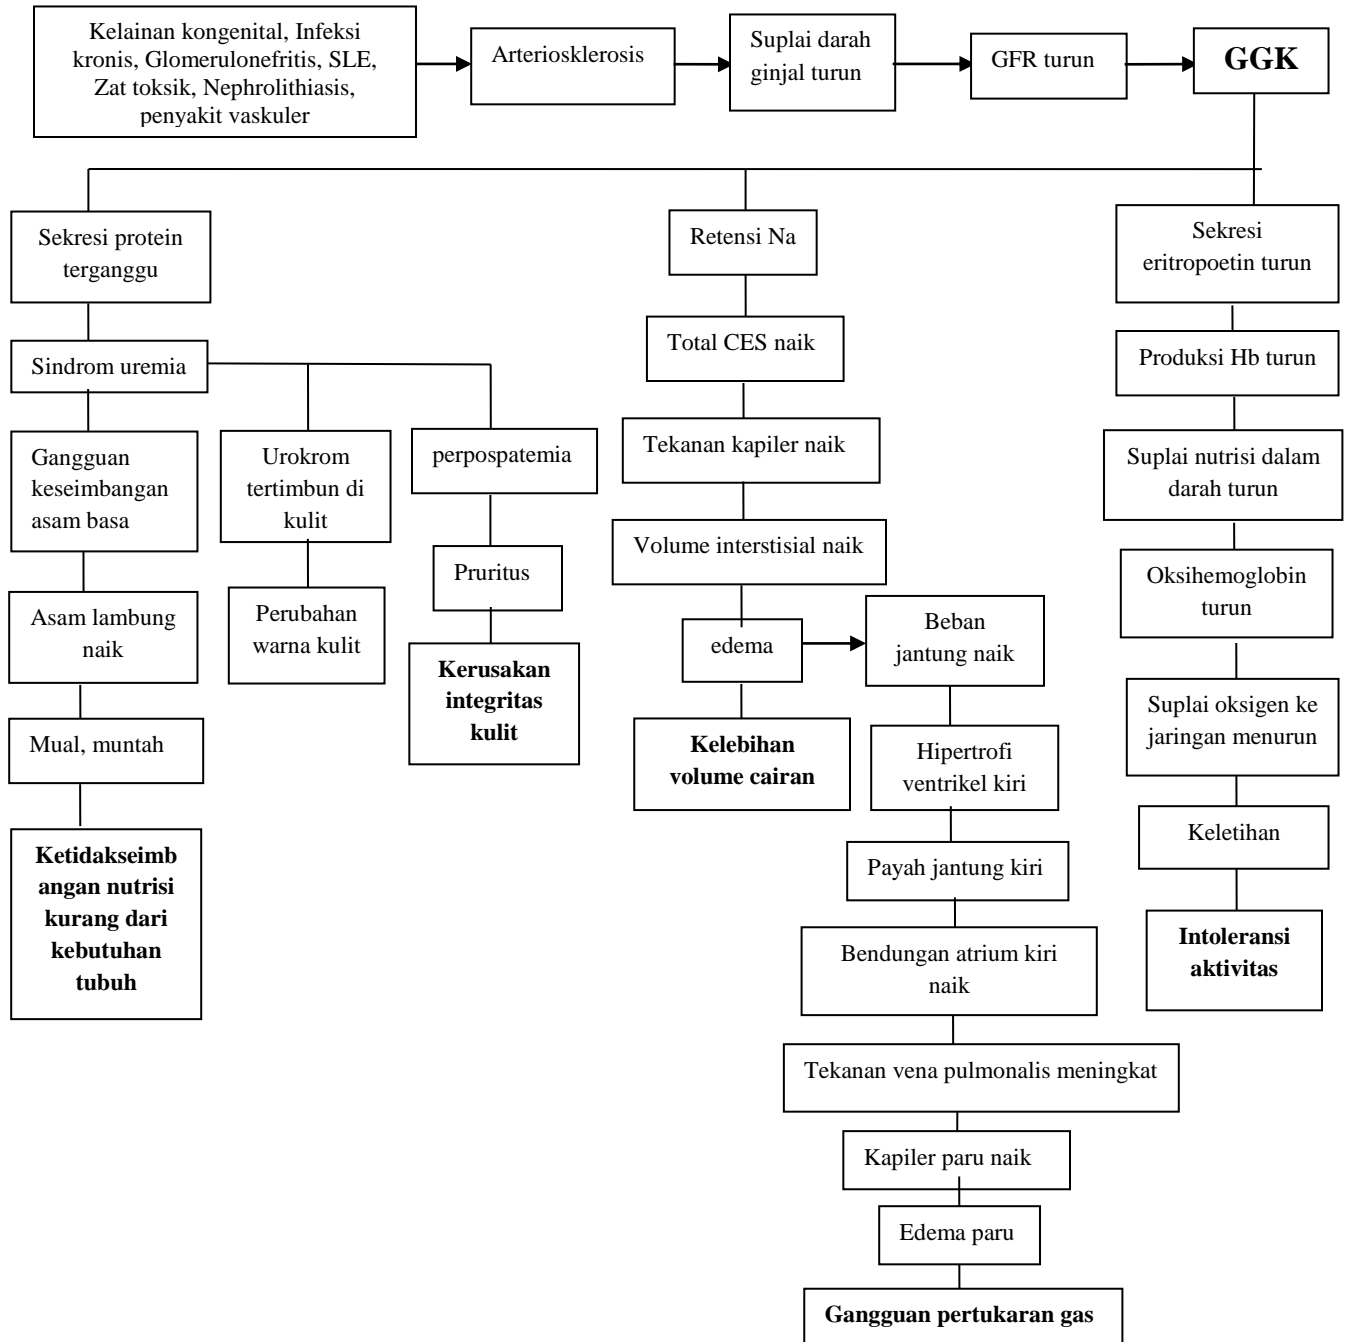 Kelainan kongenital, Infeksi
kronis, Glomerulonefritis, SLE,
Zat toksik, Nephrolithiasis,
penyakit vaskuler
Arteriosklerosis
Suplai darah
ginjal turun
GFR turun
GGK
Sekresi protein
terganggu
Sindrom uremia
Gangguan
keseimbangan
asam basa
Asam lambung
naik
Mual, muntah
Ketidakseimb
angan nutrisi
kurang dari
kebutuhan
tubuh
Urokrom
tertimbun di
kulit
Perubahan
warna kulit
perpospatemia
Pruritus
Kerusakan
integritas
kulit
Retensi Na
Total CES naik
Tekanan kapiler naik
Volume interstisial naik
edema
Kelebihan
volume cairan
Beban
jantung naik
Hipertrofi
ventrikel kiri
Payah jantung kiri
Bendungan atrium kiri
naik
Tekanan vena pulmonalis meningkat
Kapiler paru naik
Edema paru
Gangguan pertukaran gas
Sekresi
eritropoetin turun
Produksi Hb turun
Suplai nutrisi dalam
darah turun
Oksihemoglobin
turun
Suplai oksigen ke
jaringan menurun
Keletihan
Intoleransi
aktivitas